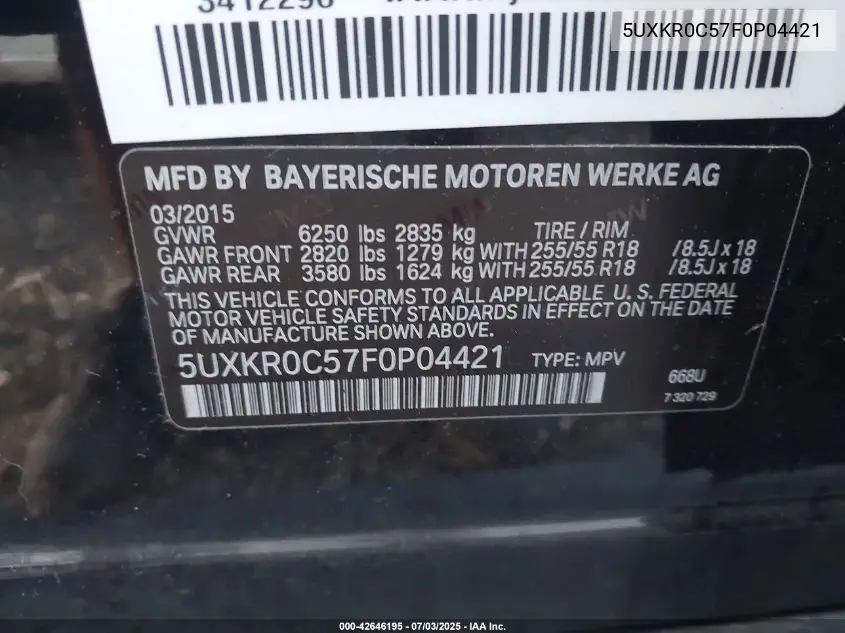 5UXKR0C57F0P04421
MFD BY BAYERISCHE MOTOREN WERKE AG
03/2015
GVWR 6250 lbs 2835 kg TIRE / RIM
GAWR FRONT 2820 lbs 1279 kg WITH 255/55 R18 /8.5J x 18
GAWR REAR 3580 lbs 1624 kg WITH 255/55 R18 /8.5J x 18
THIS VEHICLE CONFORMS TO ALL APPLICABLE U. S. FEDERAL
MOTOR VEHICLE SAFETY STANDARDS IN EFFECT ON THE DATE
OF MANUFACTURE SHOWN ABOVE.
5UXKR0C57F0P04421 TYPE: MPV
668U
7 320 729
000-42646195 - 07/03/2025 - IAA Inc.